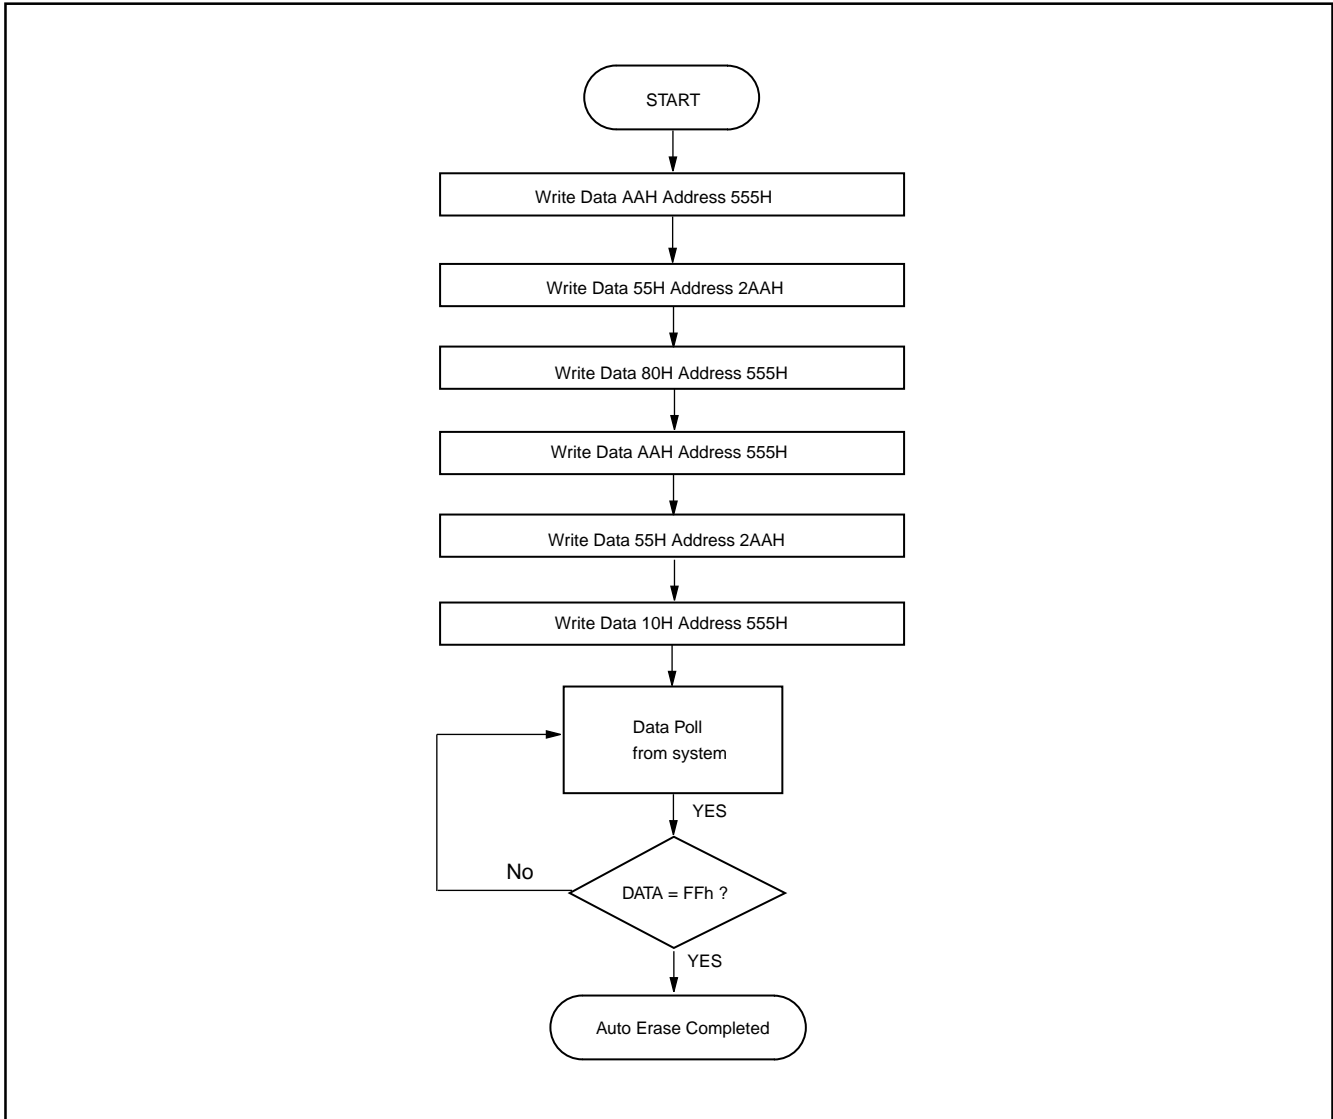 START
Write Data AAH Address 555H
Write Data 55H Address 2AAH
Write Data 80H Address 555H
Write Data AAH Address 555H
Write Data 55H Address 2AAH
Write Data 10H Address 555H
Data Poll
from system
YES
No
DATA = FFh ?
YES
Auto Erase Completed